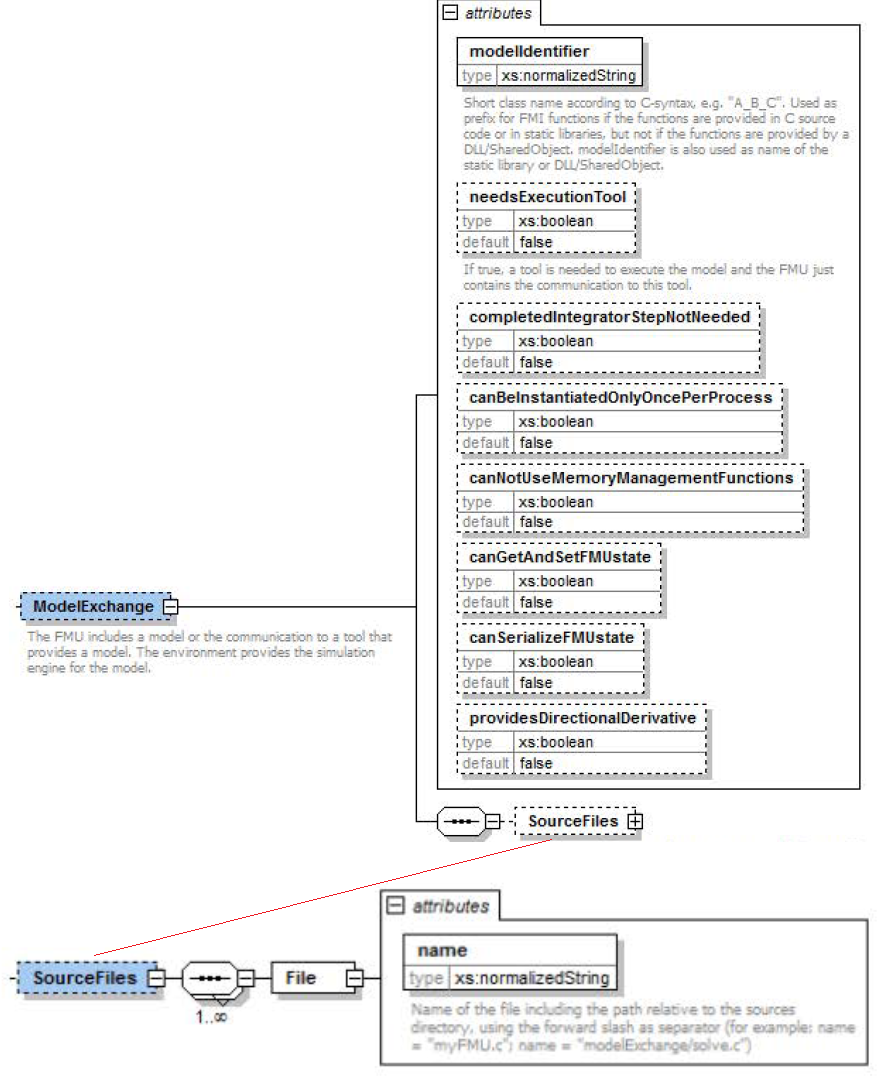 attributes
modelIdentifier
type xs:normalizedString
Short class name according to C-syntax, e.g. "A_B_C". Used as
prefix for FMI functions if the functions are provided in C source
code or in static libraries, but not if the functions are provided by a
DLL/SharedObject. modelIdentifier is also used as name of the
static library or DLL/SharedObject.
needsExecutionTool
type xs:boolean
default false
If true, a tool is needed to execute the model and the FMU just
contains the communication to this tool.
completedIntegratorStepNotNeeded
type xs:boolean
default false
canBeInstantiatedOnlyOncePerProcess
type xs:boolean
default false
canNotUseMemoryManagementFunctions
type xs:boolean
default false
canGetAndSetFMUstate
type xs:boolean
default false
canSerializeFMUstate
type xs:boolean
default false
providesDirectionalDerivative
type xs:boolean
default false
ModelExchange
The FMU includes a model or the communication to a tool that
provides a model. The environment provides the simulation
engine for the model.
SourceFiles
attributes
name
type xs:normalizedString
Name of the file including the path relative to the sources
directory, using the forward slash as separator (for example: name
= "myFMU.c"; name = "modelExchange/solve.c")
SourceFiles
File
1..∞